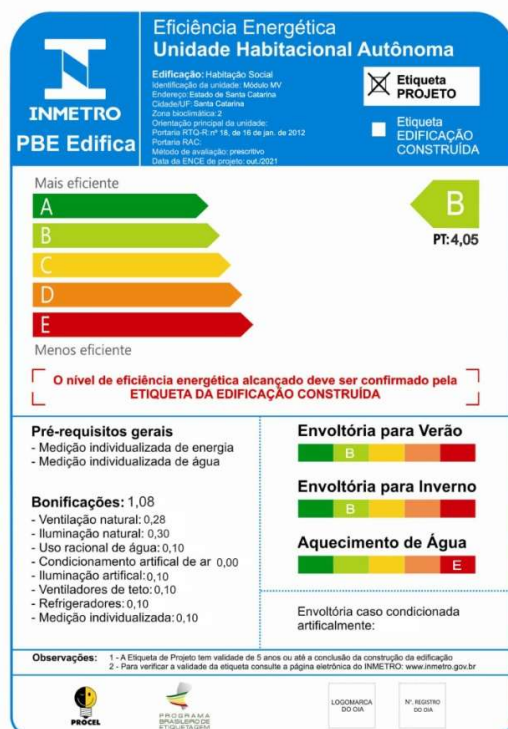 INMETRO
PBE Edifica
Eficiência Energética
Unidade Habitacional Autônoma
Edificação: Habitação Social
Identificação da unidade: Módulo MV
Endereço: Estado de Santa Catarina
Cidade/UF: Santa Catarina
Zona bioclimática: 2
Orientação principal da unidade:
Portaria RTQ-R: nº 18, de 16 de jan. de 2012
Portaria RAC:
Método de avaliação: prescritivo
Data da ENCE de projeto: out./2021
Etiqueta
PROJETO
Etiqueta
EDIFICAÇÃO
CONSTRUÍDA
Mais eficiente
A
B
C
D
E
Menos eficiente
B
PT:4,05
O nível de eficiência energética alcançado deve ser confirmado pela
ETIQUETA DA EDIFICAÇÃO CONSTRUÍDA
Pré-requisitos gerais
- Medição individualizada de energia
- Medição individualizada de água
Bonificações: 1,08
- Ventilação natural: 0,28
- Iluminação natural: 0,30
- Uso racional de água: 0,10
- Condicionamento artifical de ar 0,00
- Iluminação artifical: 0,10
- Ventiladores de teto: 0,10
- Refrigeradores: 0,10
- Medição individualizada: 0,10
Envoltória para Verão
B
Envoltória para Inverno
B
Aquecimento de Água
E
Envoltória caso condicionada
artificalmente:
Observações: 1 - A Etiqueta de Projeto tem validade de 5 anos ou até a conclusão da construção da edificação
2 - Para verificar a validade da etiqueta consulte a página eletrônica do INMETRO: www.inmetro.gov.br
PROCEL
PROGRAMA
BRASILEIRO DE
ETIQUETAGEM
LOGOMARCA
DO OIA
Nº. REGISTRO
DO OIA